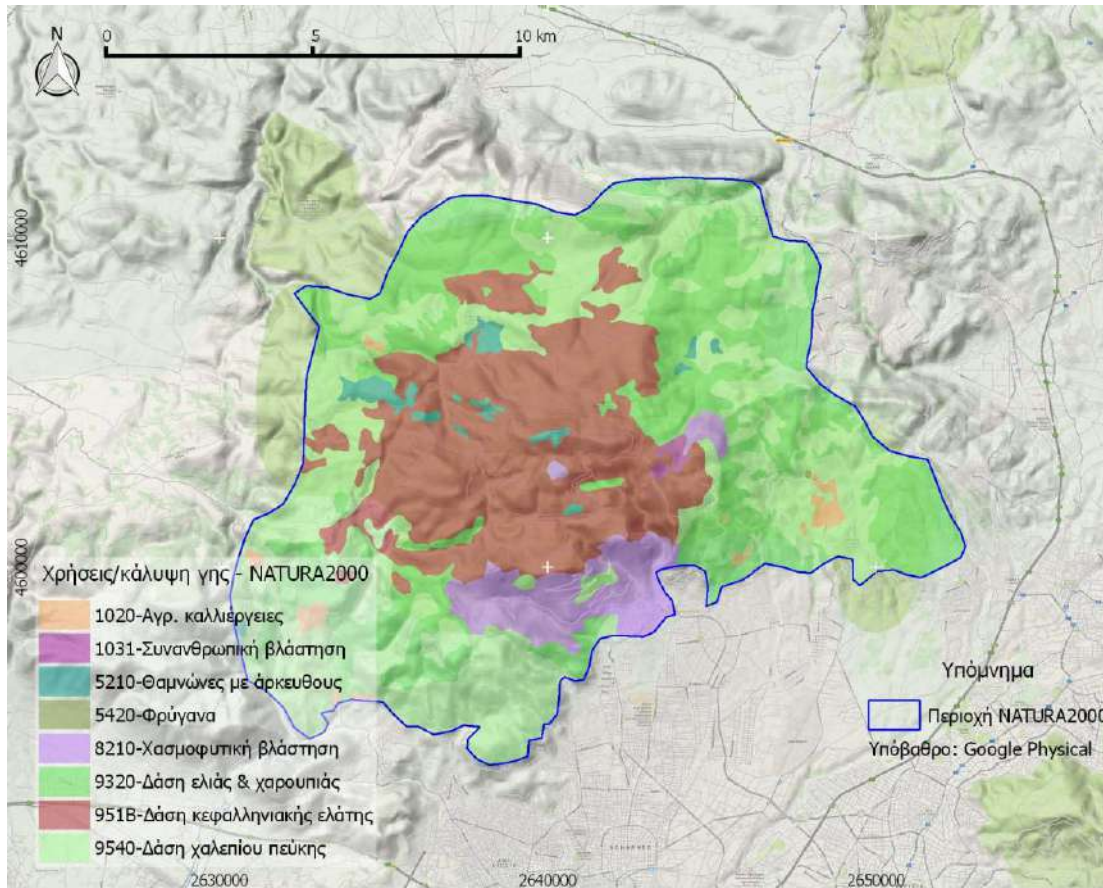 0 5 10 km
N
4610000
4600000
Χρήσεις/κάλυψη γης - NATURA2000
1020-Αγρ. καλλιέργειες
1031-Συνανθρωπική βλάστηση
5210-Θαμνώνες με άρκευθους
5420-Φρύγανα
8210-Χασμοφυτική βλάστηση
9320-Δάση ελιάς & χαρουπιάς
951B-Δάση κεφαλληνιακής ελάτης
9540-Δάση χαλεπίου πεύκης
Υπόμνημα
Περιοχή NATURA2000
Υπόβαθρο: Google Physical
2630000 2640000 2650000